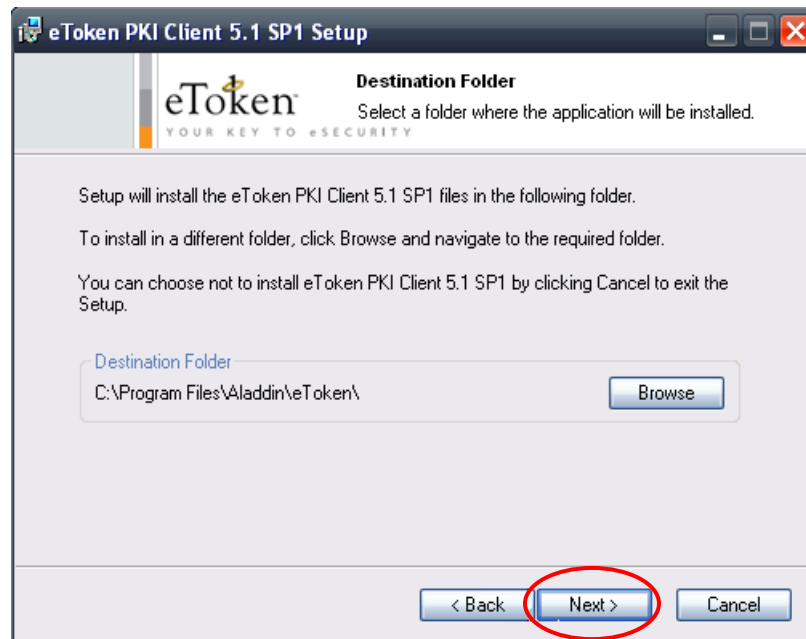 eToken PKI Client 5.1 SP1 Setup
eToken
YOUR KEY TO eSECURITY
Destination Folder
Select a folder where the application will be installed.
Setup will install the eToken PKI Client 5.1 SP1 files in the following folder.
To install in a different folder, click Browse and navigate to the required folder.
You can choose not to install eToken PKI Client 5.1 SP1 by clicking Cancel to exit the
Setup.
Destination Folder
C:\Program Files\Aladdin\eToken\
Browse
< Back
Next >
Cancel